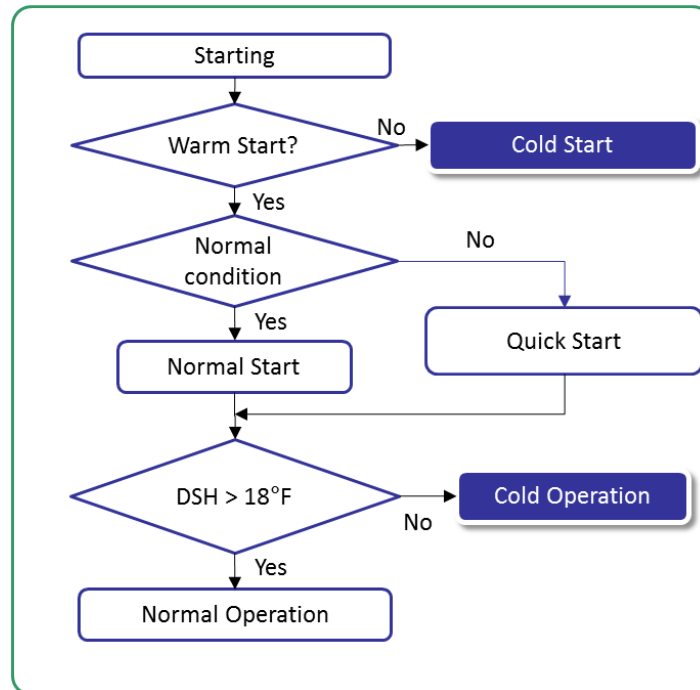 Starting
Warm Start?
No
Cold Start
Yes
Normal
condition
No
Yes
Quick Start
Normal Start
DSH > 18°F
No
Cold Operation
Yes
Normal Operation